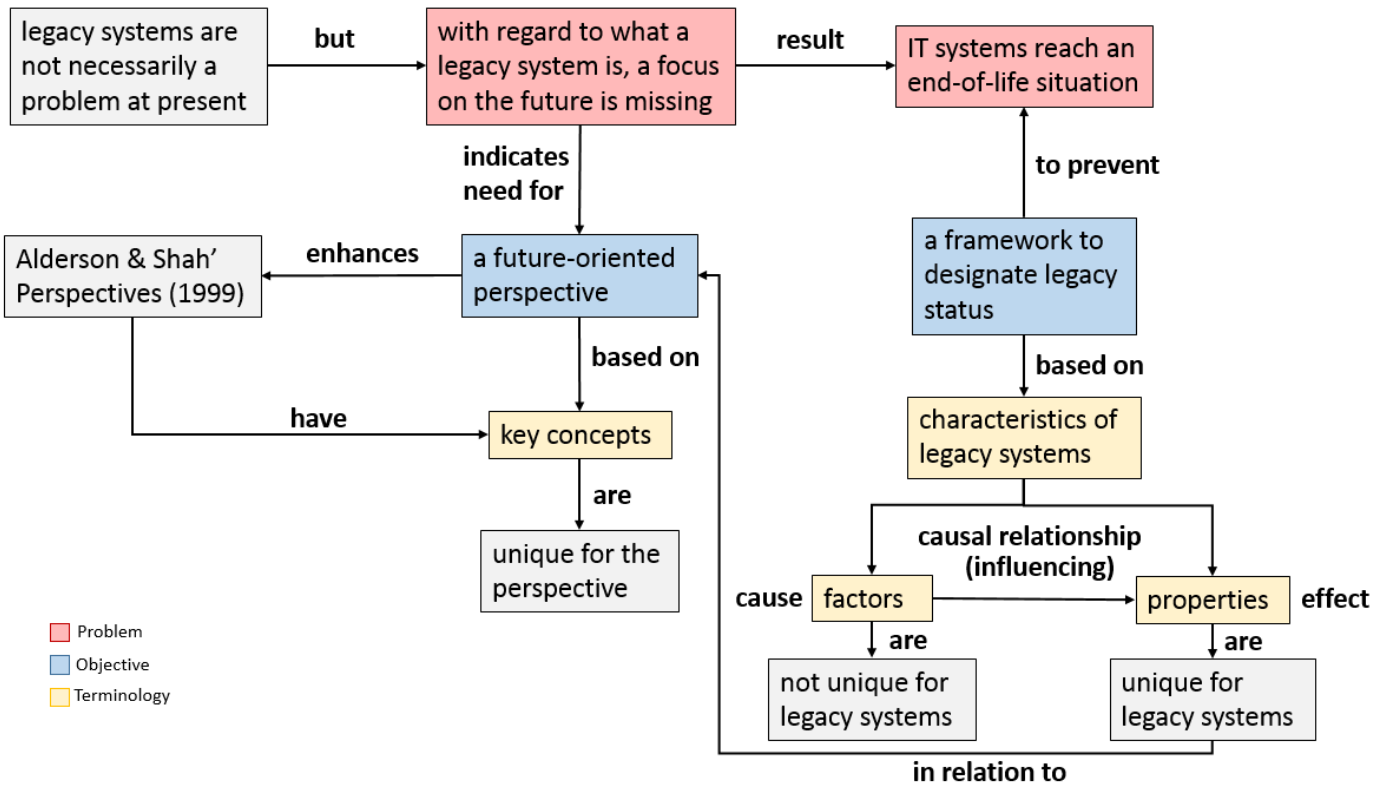 legacy systems are
not necessarily a
problem at present
but
with regard to what a
legacy system is, a focus
on the future is missing
result
IT systems reach an
end-of-life situation
indicates
need for
to prevent
Alderson & Shah’
Perspectives (1999)
enhances
a future-oriented
perspective
a framework to
designate legacy
status
based on
based on
have
key concepts
characteristics of
legacy systems
are
unique for the
perspective
causal relationship
(influencing)
cause
factors
properties
effect
are
are
not unique for
legacy systems
unique for
legacy systems
in relation to
Problem
Objective
Terminology